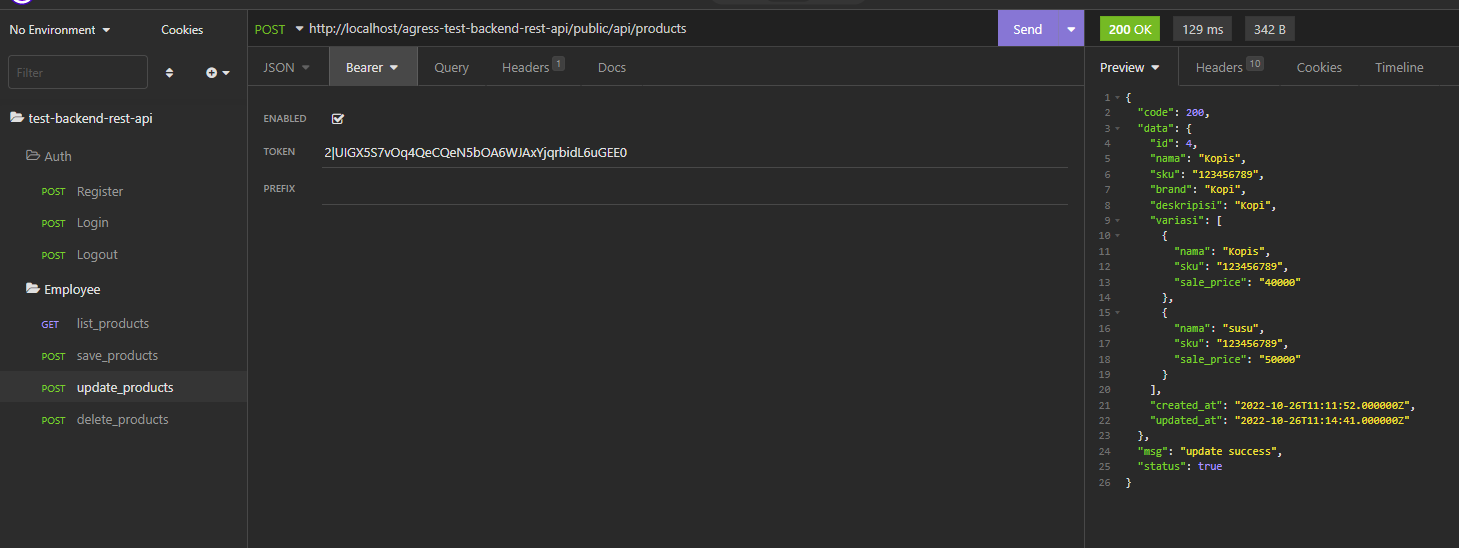 No Environment
Cookies
Filter
test-backend-rest-api
Auth
POST Register
POST Login
POST Logout
Employee
GET list_products
POST save_products
POST update_products
POST delete_products
POST http://localhost/agress-test-backend-rest-api/public/api/products Send
JSON Bearer Query Headers 1 Docs
ENABLED
TOKEN 2|UIGX5S7vOq4QeCQeN5bOA6WJAxYjqrbidL6uGEE0
PREFIX
200 OK 129 ms 342 B
Preview Headers 10 Cookies Timeline
1 {
2 "code": 200,
3 "data": {
4 "id": 4,
5 "nama": "Kopis",
6 "sku": "123456789",
7 "brand": "Kopi",
8 "deskripisi": "Kopi",
9 "variasi": [
10 {
11 "nama": "Kopis",
12 "sku": "123456789",
13 "sale_price": "40000"
14 },
15 {
16 "nama": "susu",
17 "sku": "123456789",
18 "sale_price": "50000"
19 }
20 ],
21 "created_at": "2022-10-26T11:11:52.000000Z",
22 "updated_at": "2022-10-26T11:14:41.000000Z"
23 },
24 "msg": "update success",
25 "status": true
26 }